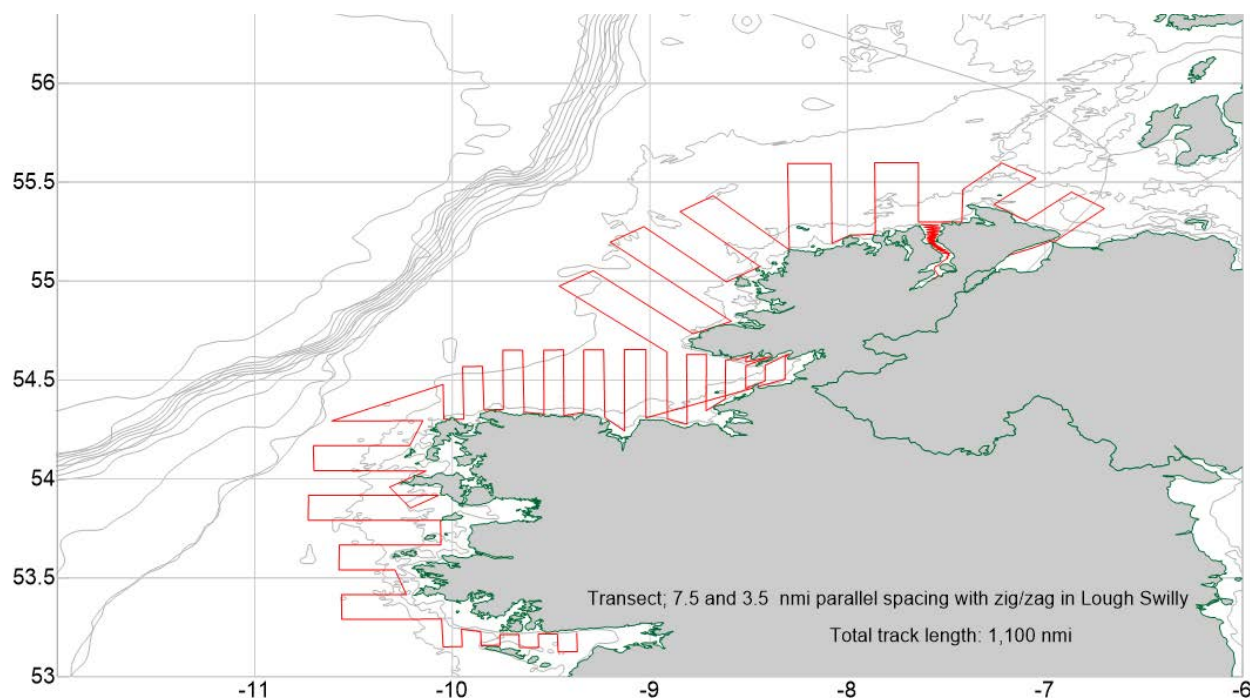 56
55.5
55
54.5
54
53.5
Transect; 7.5 and 3.5 nmi parallel spacing with zig/zag in Lough Swilly
Total track length: 1,100 nmi
53
-11 -10 -9 -8 -7 -6